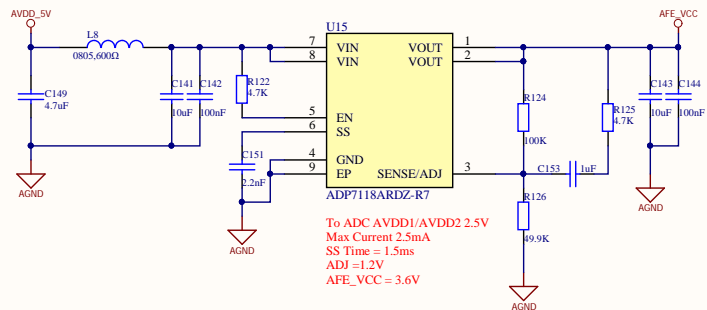 AVDD_5V
AFE_VCC
L8
0805,600Ω
U15
7 VIN VOUT 1
8 VIN VOUT 2
C149
4.7uF
C141
10uF
C142
100nF
R122
4.7K
5 EN
6 SS
4 GND
9 EP SENSE/ADJ 3
ADP7118ARDZ-R7
C151
2.2nF
R124
100K
R125
4.7K
C143
10uF
C144
100nF
C153 1uF
R126
49.9K
AGND
AGND
AGND
AGND
To ADC AVDD1/AVDD2 2.5V
Max Current 2.5mA
SS Time = 1.5ms
ADJ =1.2V
AFE_VCC = 3.6V